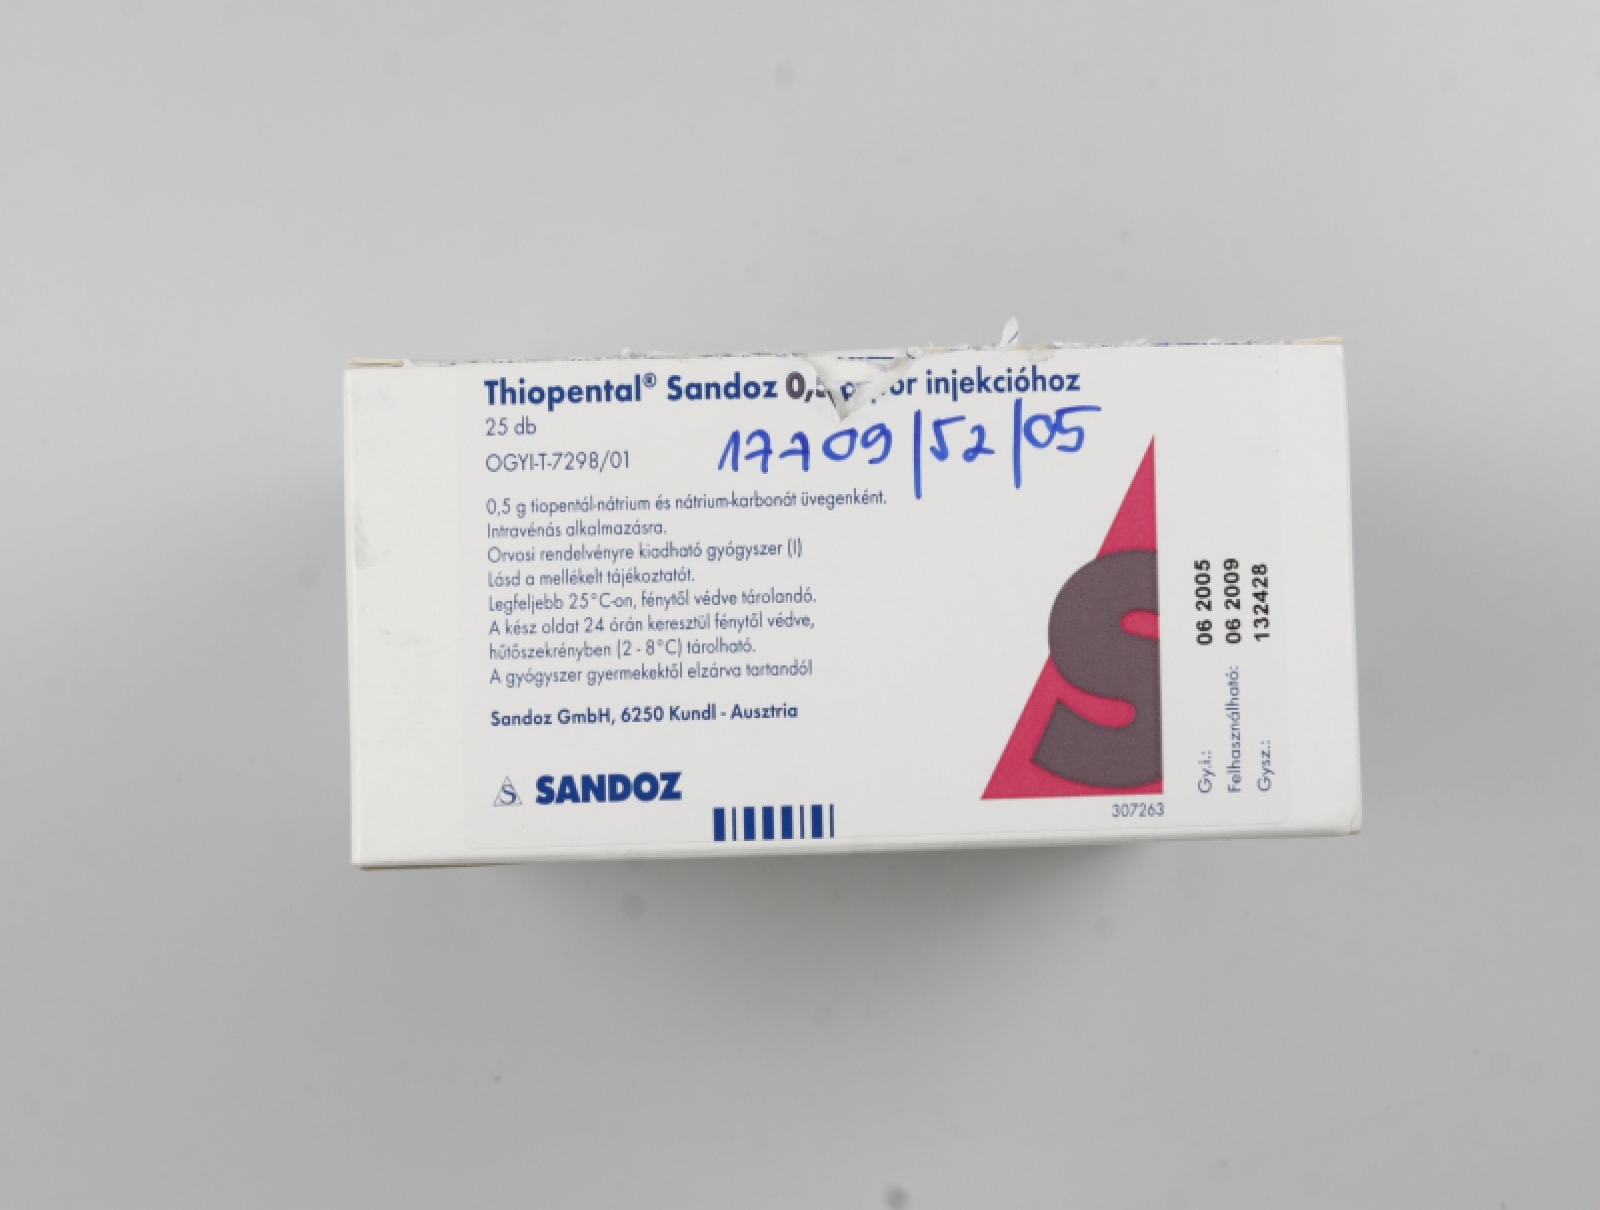 Thiopental® Sandoz 0,5 por injekcióhoz
25 db
17709/52/05
OGYI-T-7298/01
0,5 g tiopentál-nátrium és nátrium-karbonát üvegenként.
Intravénás alkalmazásra.
Orvosi rendelvényre kiadható gyógyszer (I)
Lásd a mellékelt tájékoztatót.
Legfeljebb 25°C-on, fénytől védve tárolandó.
A kész oldat 24 órán keresztül fénytől védve,
hűtőszekrényben (2 - 8°C) tárolható.
A gyógyszer gyermekektől elzárva tartandó!
Sandoz GmbH, 6250 Kundl - Ausztria
S SANDOZ
S
307263
Gy.i.: 06 2005
Felhasználható: 06 2009
Gysz.: 132428